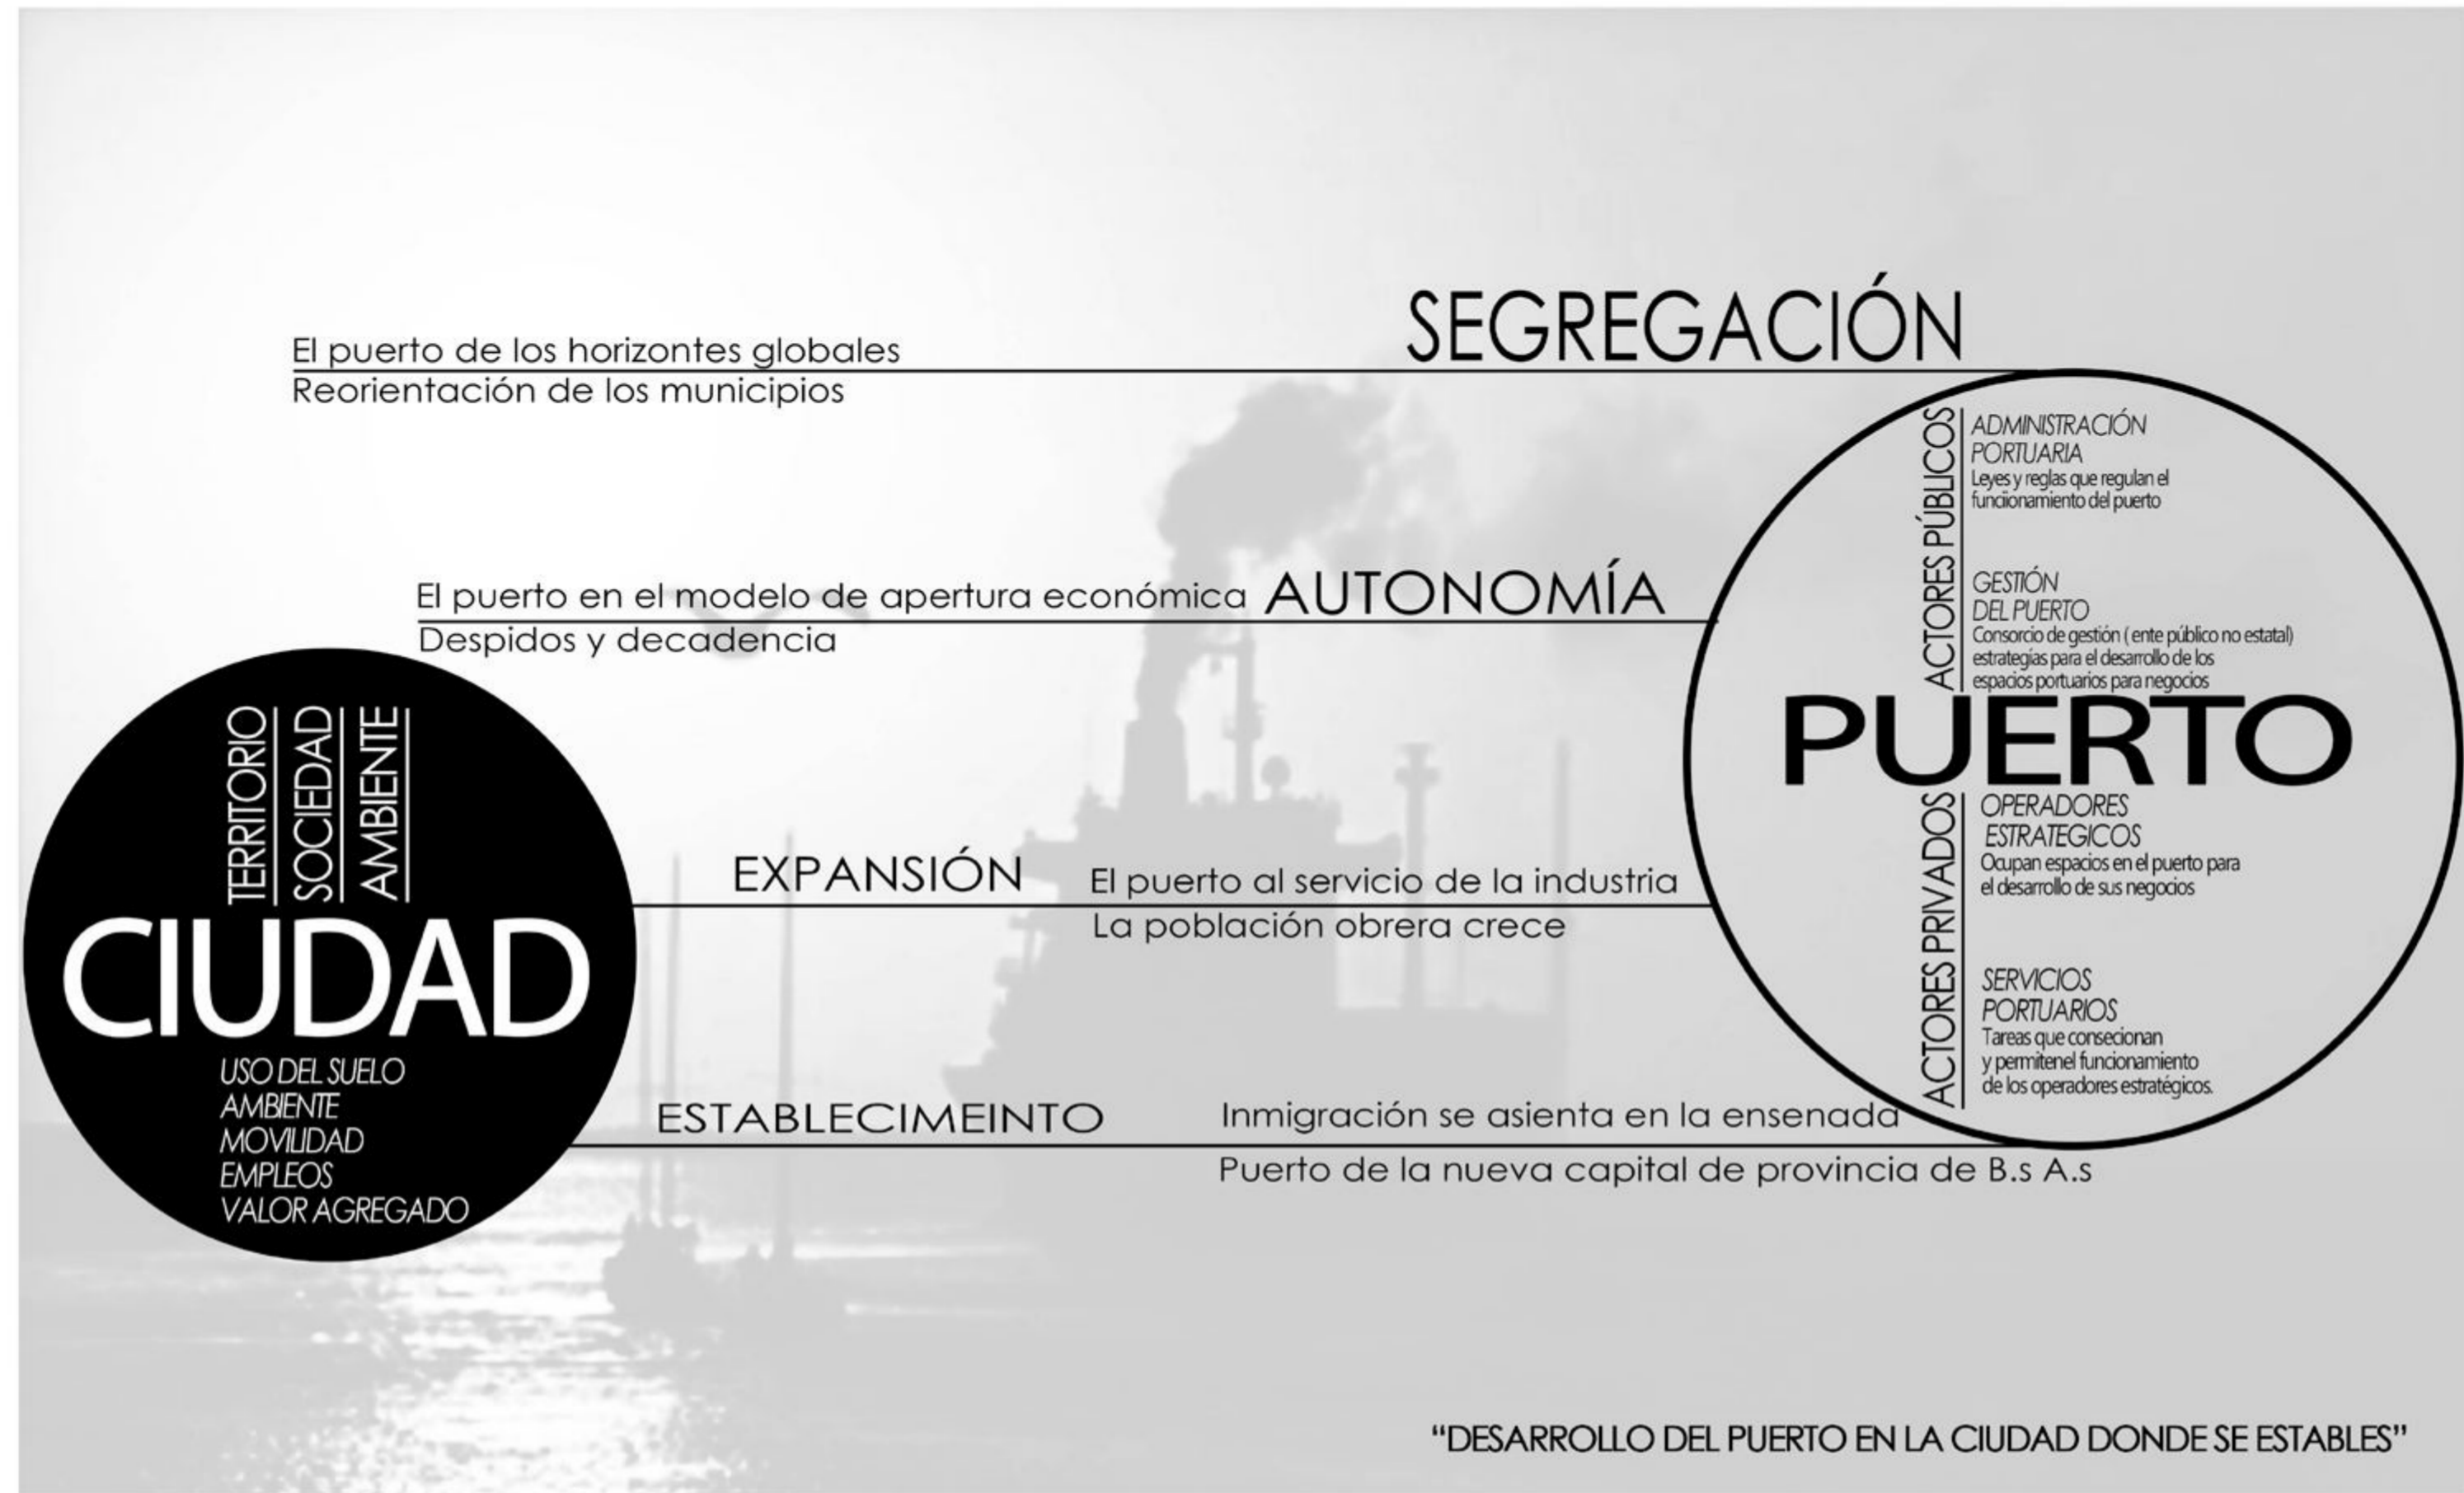 SEGREGACIÓN
El puerto de los horizontes globales
Reorientación de los municipios
El puerto en el modelo de apertura económica
AUTONOMÍA
Despidos y decadencia
TERRITORIO
SOCIEDAD
AMBIENTE
CIUDAD
USO DEL SUELO
AMBIENTE
MOVILIDAD
EMPLEOS
VALOR AGREGADO
EXPANSIÓN
El puerto al servicio de la industria
La población obrera crece
ESTABLECIMEINTO
Inmigración se asienta en la ensenada
Puerto de la nueva capital de provincia de B.s A.s
ACTORES PÚBLICOS
ADMINISTRACIÓN
PORTUARIA
Leyes y reglas que regulan el
funciionamiento del puerto
GESTIÓN
DEL PUERTO
Consorcio de gestión ( ente público no estatal)
estrategias para el desarrollo de los
espacios portuarios para negocios
PUERTO
ACTORES PRIVADOS
OPERADORES
ESTRATEGICOS
Ocupan espacios en el puerto para
el desarrollo de sus negocios
SERVICIOS
PORTUARIOS
Tareas que consecionan
y permitenel funcionamiento
de los operadores estratégicos.
“DESARROLLO DEL PUERTO EN LA CIUDAD DONDE SE ESTABLES”